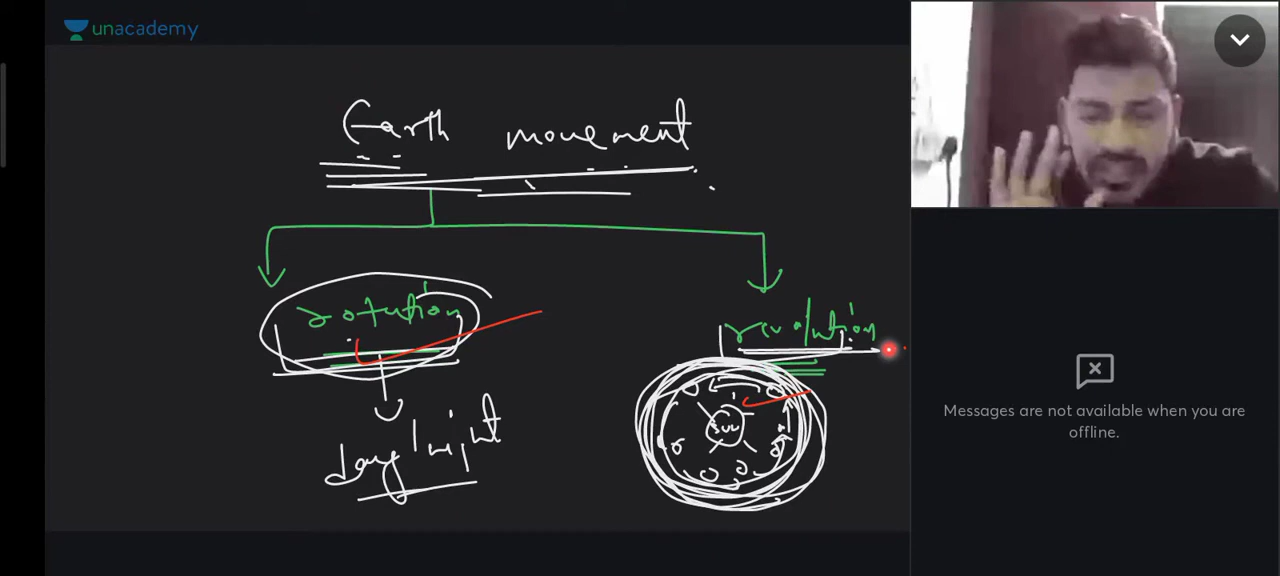 unacademy
Earth movement
rotation
revolution
sun
day/night
Messages are not available when you are
offline.